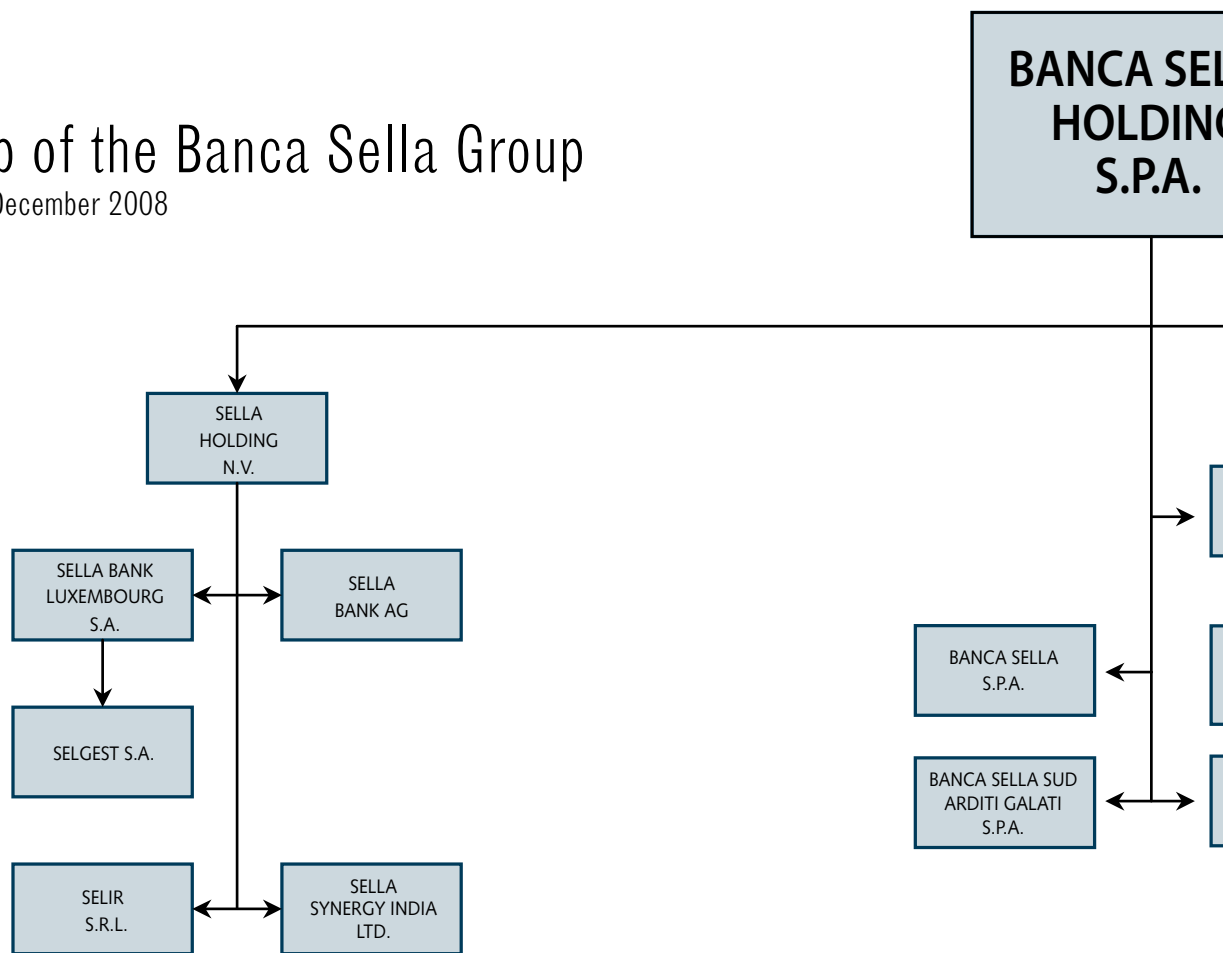 BANCA
HOLDING
S.P.A.
of the Banca Sella Group
December 2008
SELLA
HOLDING
N.V.
SELLA BANK
LUXEMBOURG
S.A.
SELLA
BANK AG
BANCA SELLA
S.P.A.
SELGEST S.A.
BANCA SELLA SUD
ARDITI GALATI
S.P.A.
SELIR
S.R.L.
SELLA
SYNERGY INDIA
LTD.